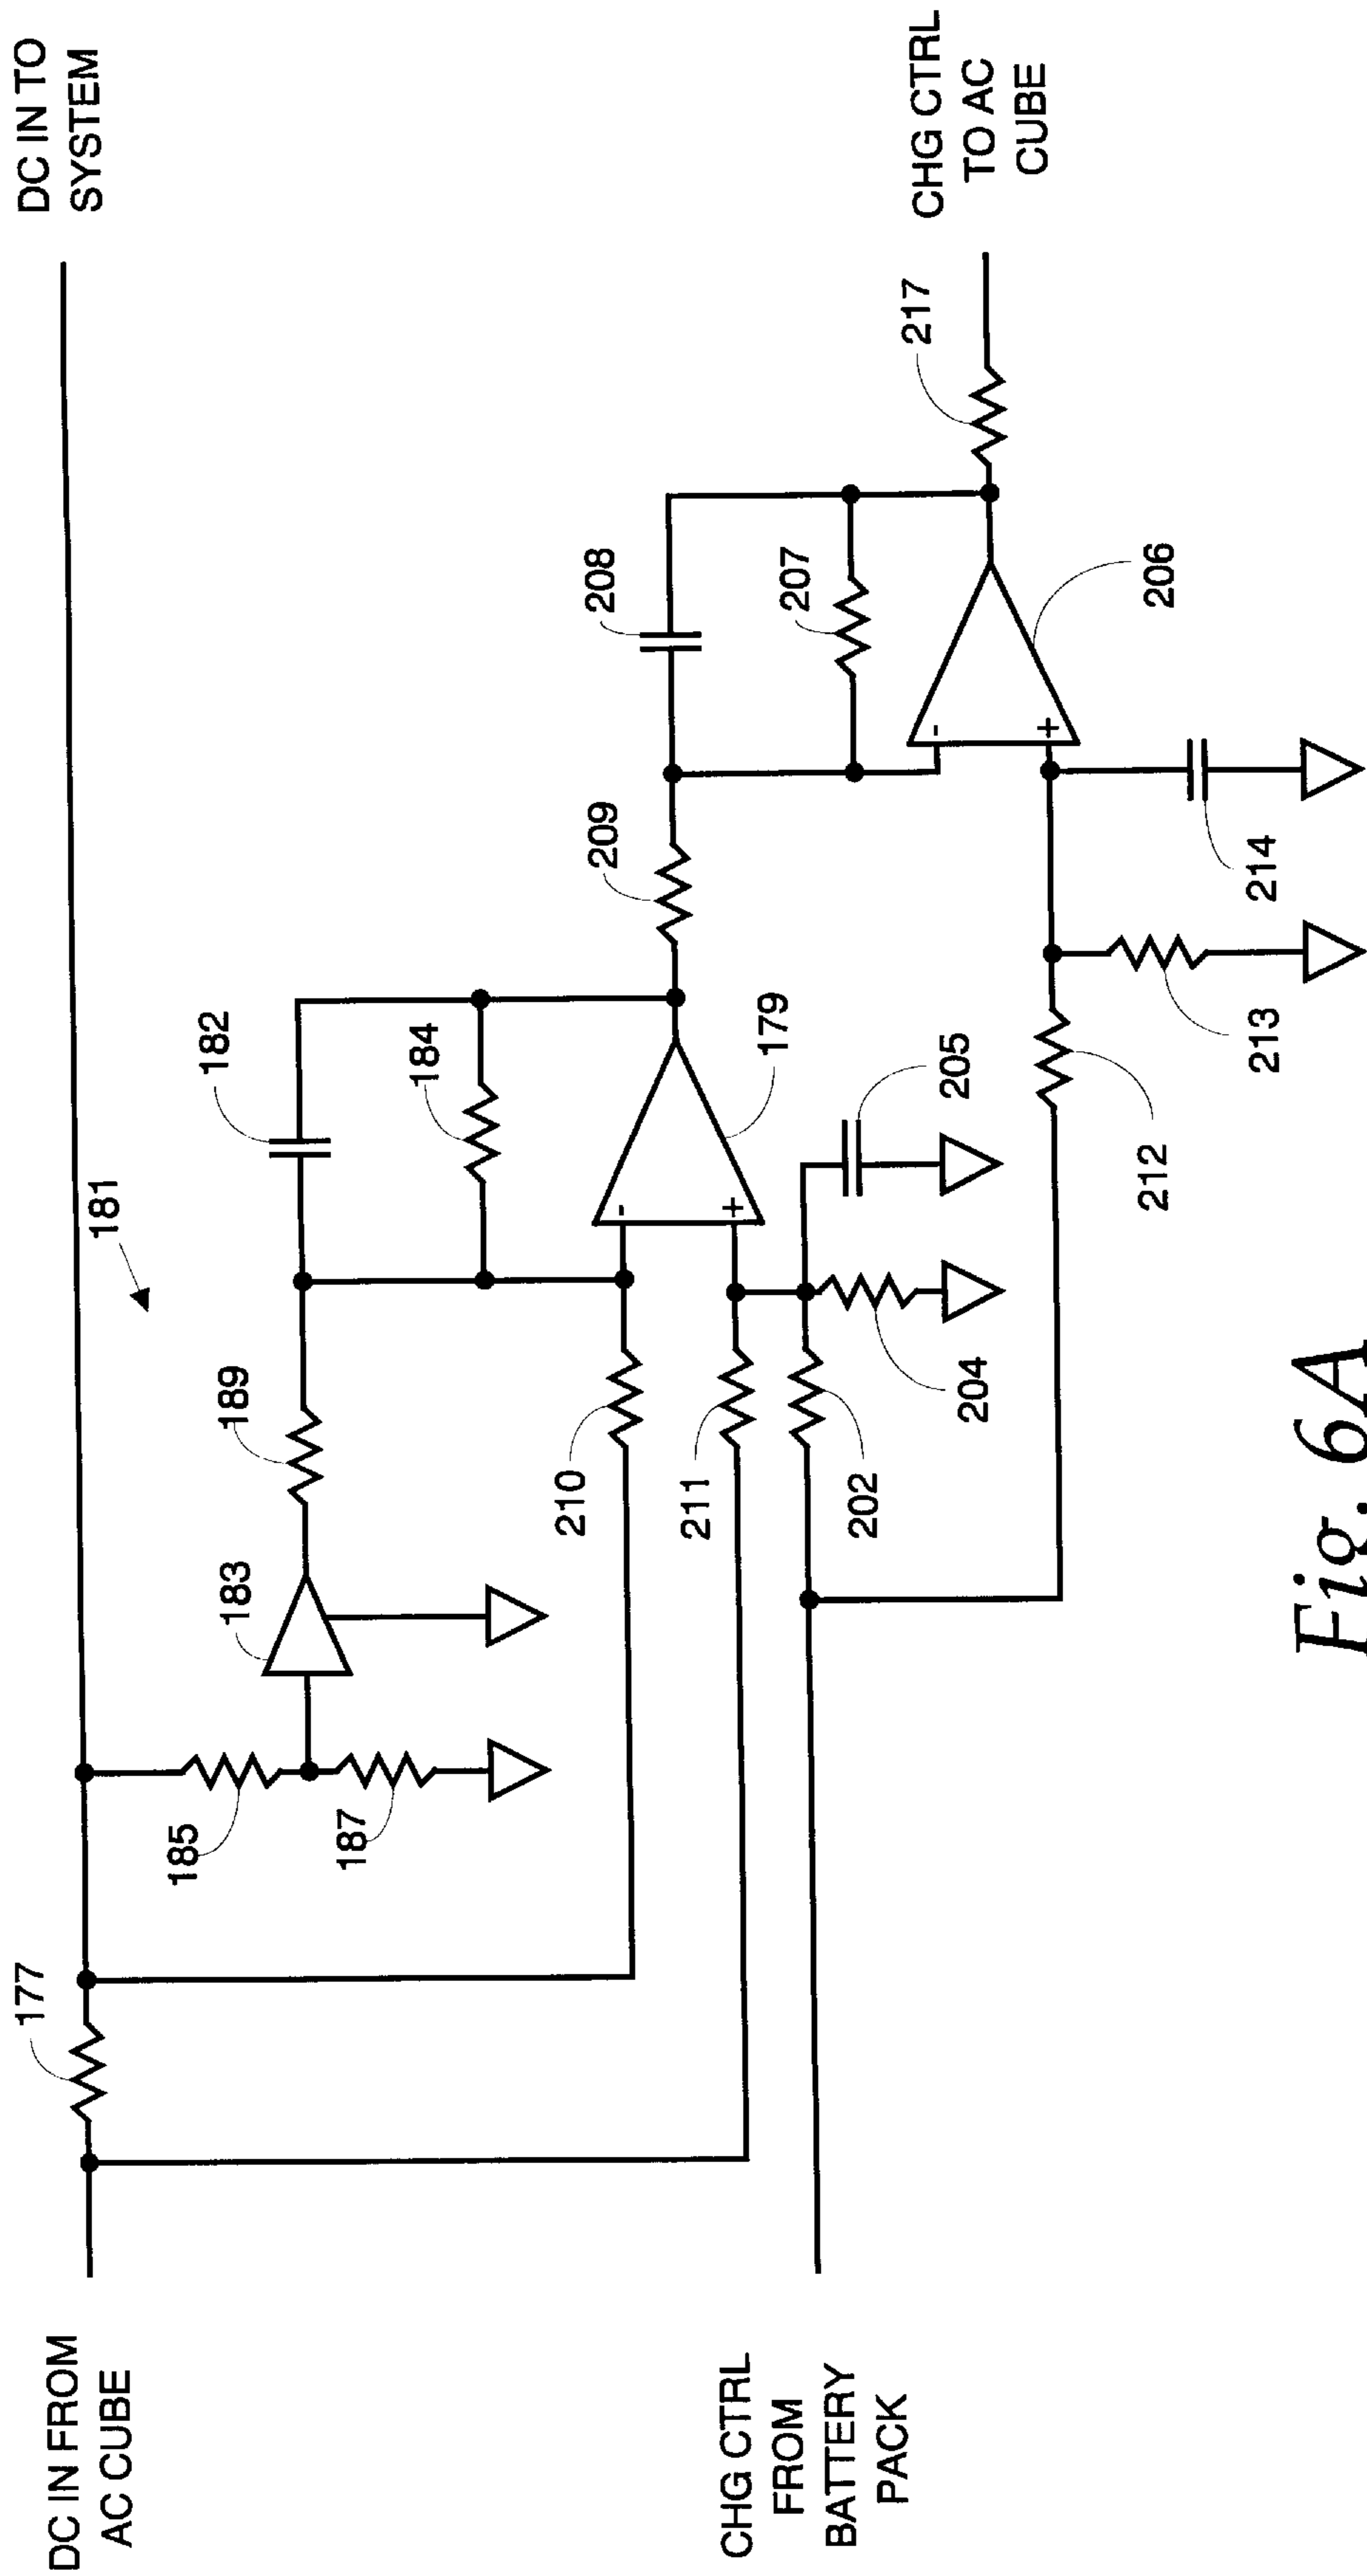 DC IN FROM
AC CUBE
177
185
187
183
189
181
182
184
DC IN TO
SYSTEM
210
211
202
204
205
179
-
+
209
208
207
206
-
+
217
CHG CTRL
TO AC
CUBE
CHG CTRL
FROM
BATTERY
PACK
212
213
214
Fig. 6A